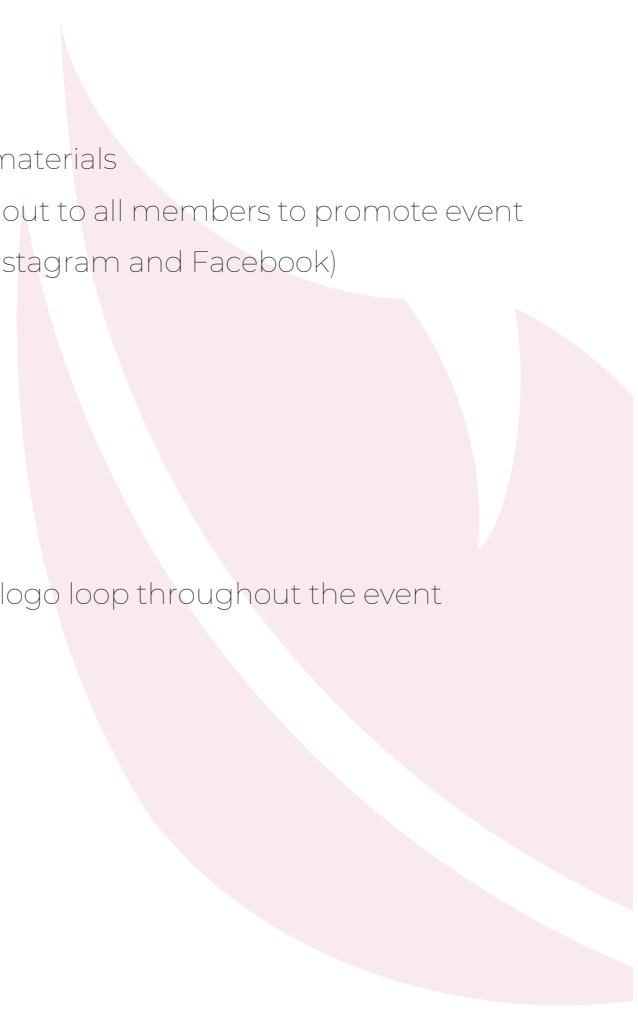 materials
out to all members to promote event
stagram and Facebook)
logo loop throughout the event